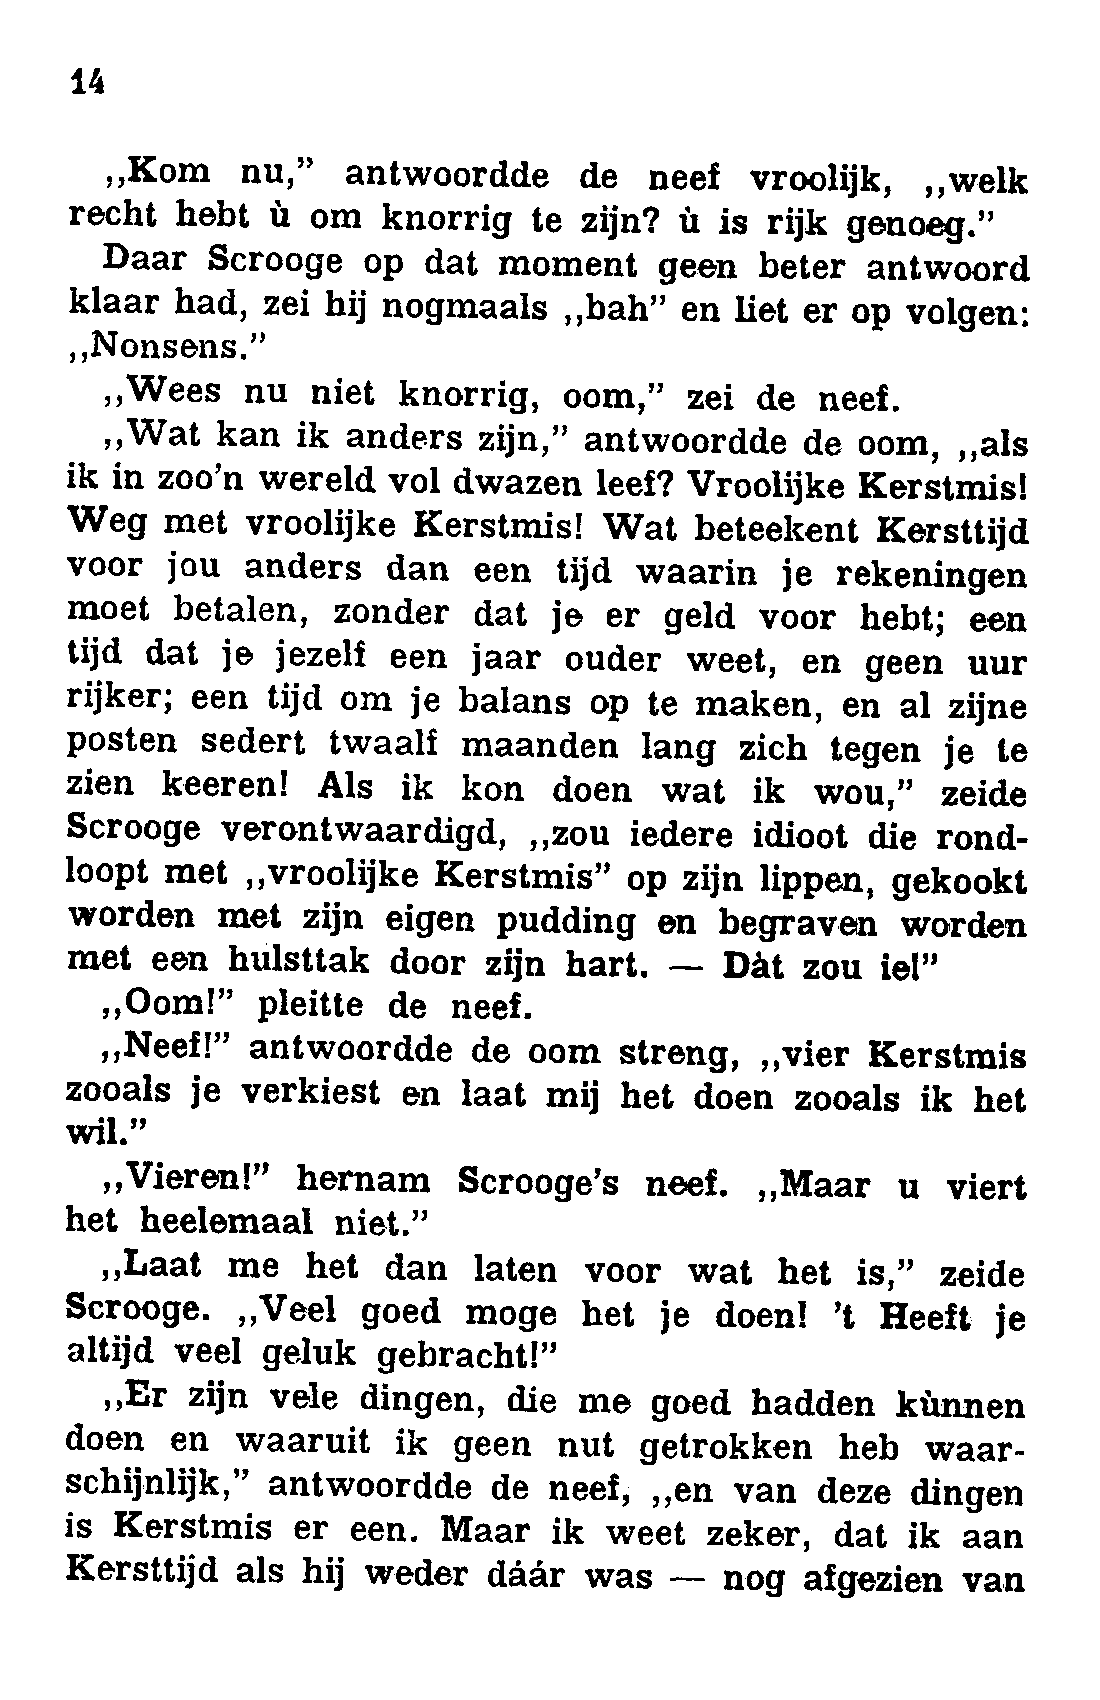 14
„Kom nu,” antwoordde de neef vroolijk, „welk
recht hebt ù om knorrig te zijn? ù is rijk genoeg.”
Daar Scrooge op dat moment geen beter antwoord
klaar had, zei hij nogmaals „bah” en liet er op volgen:
„Nonsens.”
„Wees nu niet knorrig, oom,” zei de neef.
„Wat kan ik anders zijn,” antwoordde de oom, „als
ik in zoo'n wereld vol dwazen leef? Vroolijke Kerstmis!
Weg met vroolijke Kerstmis! Wat beteekent Kersttijd
voor jou anders dan een tijd waarin je rekeningen
moet betalen, zonder dat je er geld voor hebt; een
tijd dat je jezelf een jaar ouder weet, en geen uur
rijker; een tijd om je balans op te maken, en al zijne
posten sedert twaalf maanden lang zich tegen je te
zien keeren! Als ik kon doen wat ik wou,” zeide
Scrooge verontwaardigd, „zou iedere idioot die rond-
loopt met „vroolijke Kerstmis” op zijn lippen, gekookt
worden met zijn eigen pudding en begraven worden
met een hulsttak door zijn hart. — Dàt zou ie!”
„Oom!” pleitte de neef.
„Neef!” antwoordde de oom streng, „vier Kerstmis
zooals je verkiest en laat mij het doen zooals ik het
wil.”
„Vieren!” hernam Scrooge's neef. „Maar u viert
het heelemaal niet.”
„Laat me het dan laten voor wat het is,” zeide
Scrooge. „Veel goed moge het je doen! 't Heeft je
altijd veel geluk gebracht!”
„Er zijn vele dingen, die me goed hadden kùnnen
doen en waaruit ik geen nut getrokken heb waar-
schijnlijk,” antwoordde de neef, „en van deze dingen
is Kerstmis er een. Maar ik weet zeker, dat ik aan
Kersttijd als hij weder dáár was — nog afgezien van